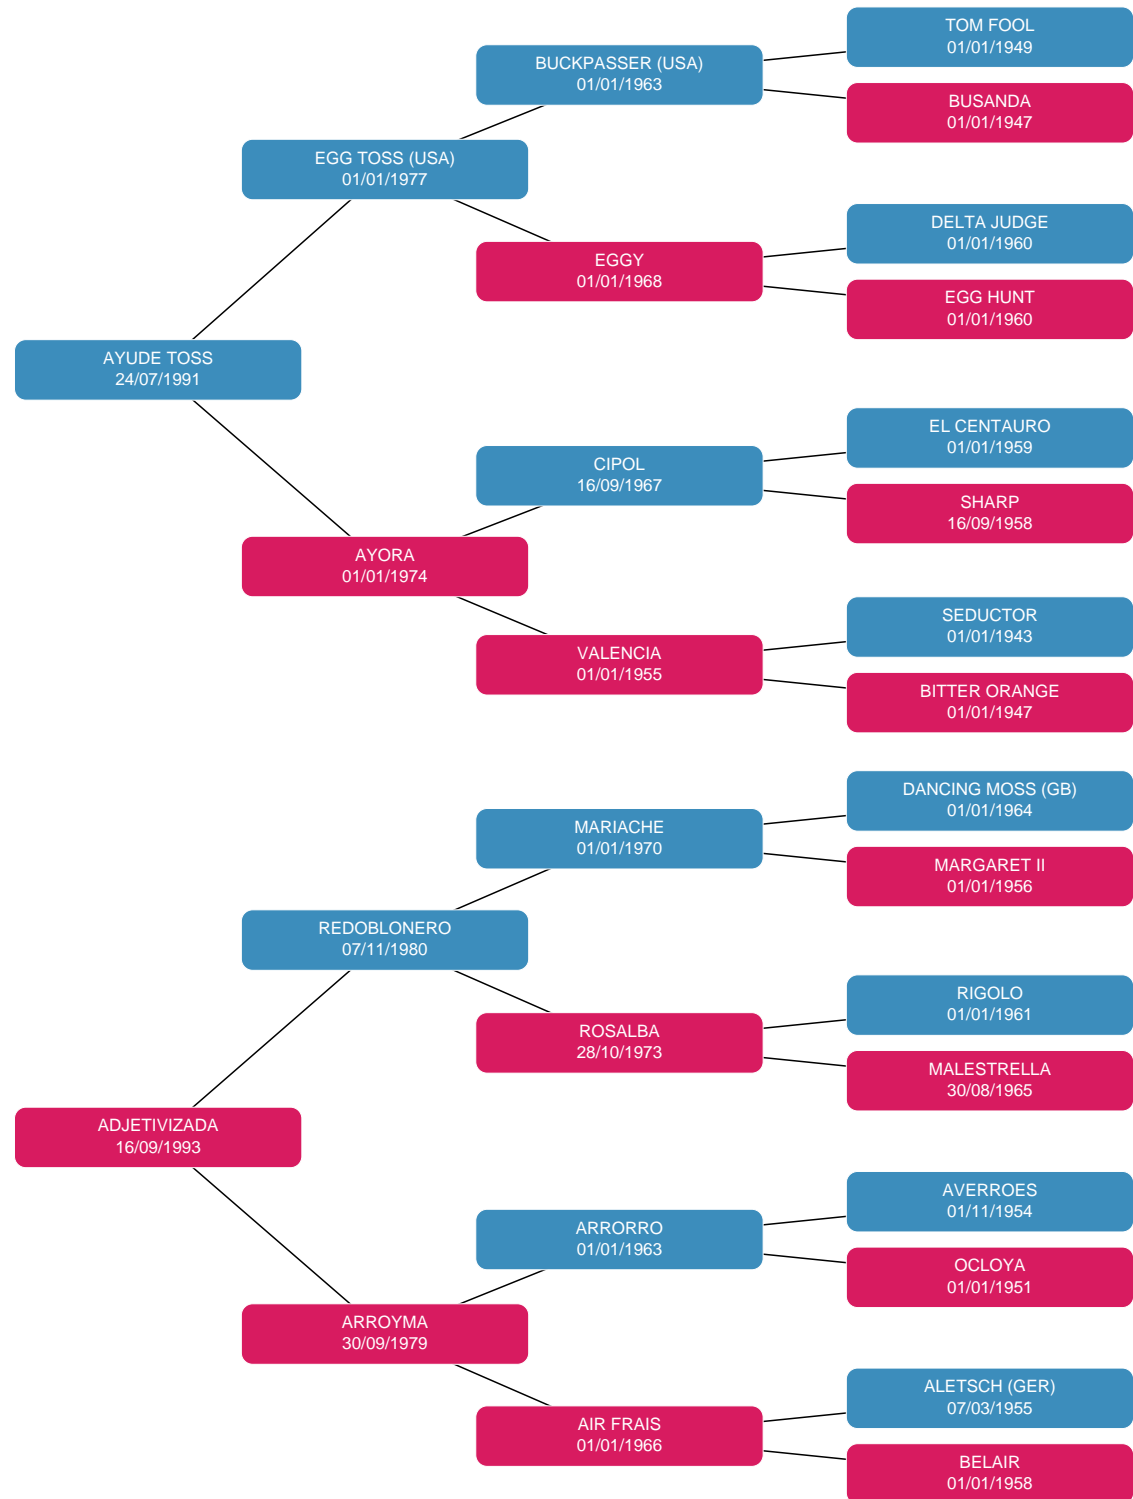 TOM FOOL
01/01/1949
BUCKPASSER (USA)
01/01/1963
BUSANDA
01/01/1947
EGG TOSS (USA)
01/01/1977
DELTA JUDGE
01/01/1960
EGGY
01/01/1968
EGG HUNT
01/01/1960
AYUDE TOSS
24/07/1991
EL CENTAURO
01/01/1959
CIPOL
16/09/1967
SHARP
16/09/1958
AYORA
01/01/1974
SEDUCTOR
01/01/1943
VALENCIA
01/01/1955
BITTER ORANGE
01/01/1947
DANCING MOSS (GB)
01/01/1964
MARIACHE
01/01/1970
MARGARET II
01/01/1956
REDOBLONERO
07/11/1980
RIGOLO
01/01/1961
ROSALBA
28/10/1973
MALESTRELLA
30/08/1965
ADJETIVIZADA
16/09/1993
AVERROES
01/11/1954
ARRORRO
01/01/1963
OCLOYA
01/01/1951
ARROYMA
30/09/1979
ALETSCH (GER)
07/03/1955
AIR FRAIS
01/01/1966
BELAIR
01/01/1958